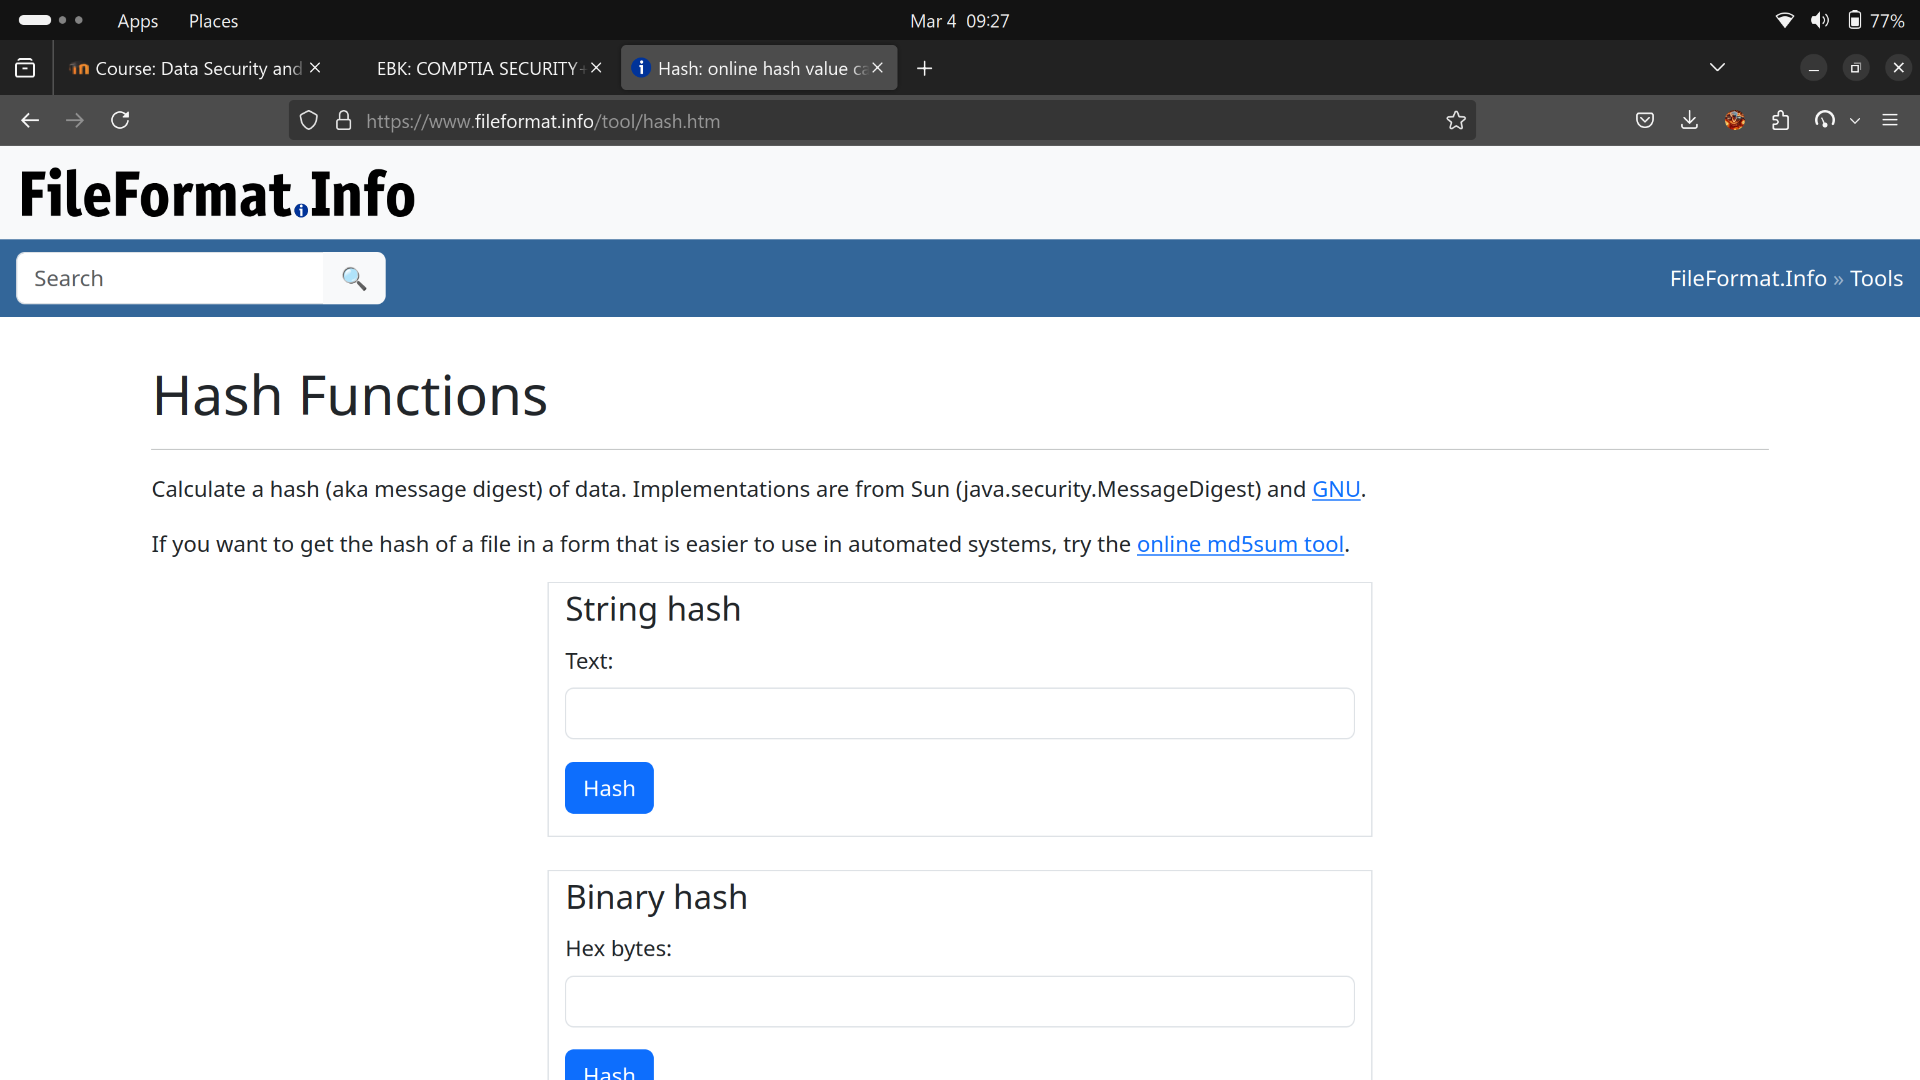 Apps Places Mar 4 09:27 77%
Course: Data Security and EBK: COMPTIA SECURITY+ Hash: online hash value ca
https://www.fileformat.info/tool/hash.htm
FileFormat.Info
Search FileFormat.Info » Tools
Hash Functions
Calculate a hash (aka message digest) of data. Implementations are from Sun (java.security.MessageDigest) and GNU.
If you want to get the hash of a file in a form that is easier to use in automated systems, try the online md5sum tool.
String hash
Text:
Hash
Binary hash
Hex bytes:
Hash